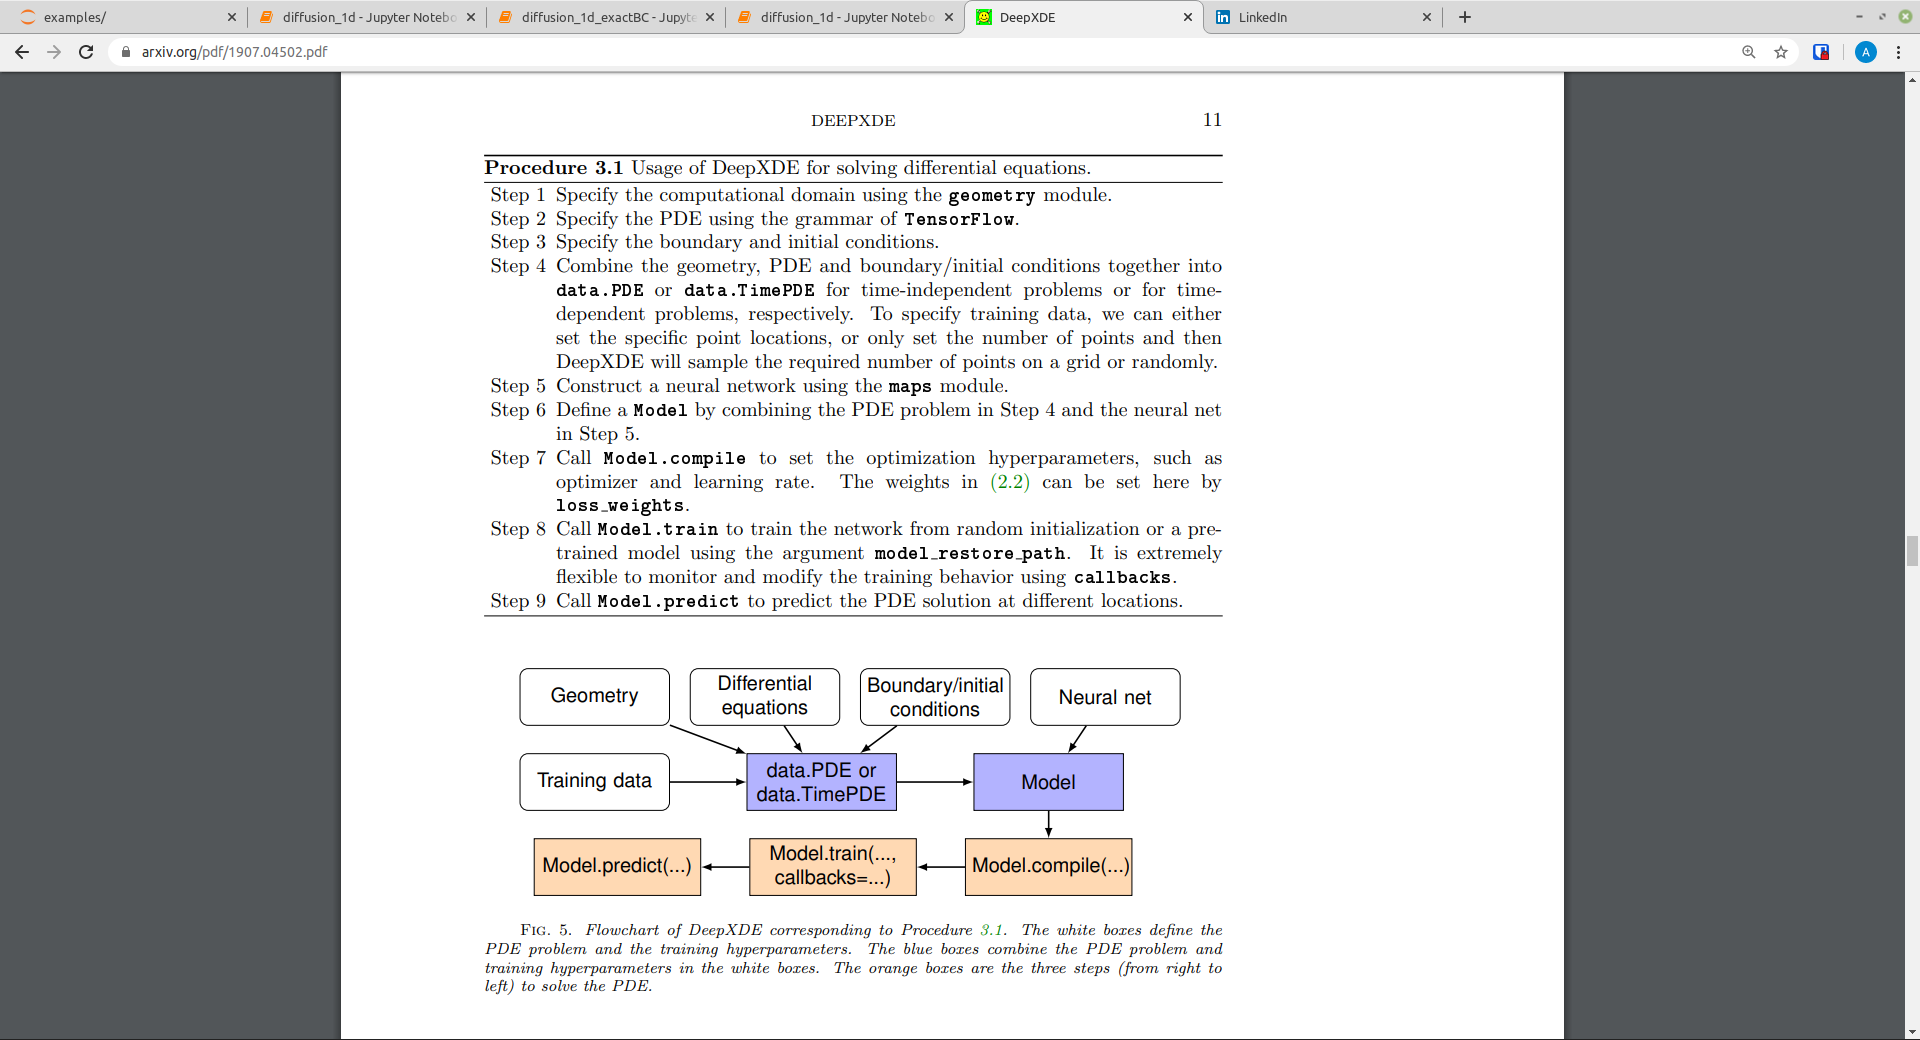 examples/
diffusion_1d - Jupyter Notebo
diffusion_1d_exactBC - Jupyte
diffusion_1d - Jupyter Notebo
DeepXDE
LinkedIn
arxiv.org/pdf/1907.04502.pdf
A
DEEPXDE 11
Procedure 3.1 Usage of DeepXDE for solving differential equations.
Step 1 Specify the computational domain using the geometry module.
Step 2 Specify the PDE using the grammar of TensorFlow.
Step 3 Specify the boundary and initial conditions.
Step 4 Combine the geometry, PDE and boundary/initial conditions together into
data.PDE or data.TimePDE for time-independent problems or for time-
dependent problems, respectively. To specify training data, we can either
set the specific point locations, or only set the number of points and then
DeepXDE will sample the required number of points on a grid or randomly.
Step 5 Construct a neural network using the maps module.
Step 6 Define a Model by combining the PDE problem in Step 4 and the neural net
in Step 5.
Step 7 Call Model.compile to set the optimization hyperparameters, such as
optimizer and learning rate. The weights in (2.2) can be set here by
loss_weights.
Step 8 Call Model.train to train the network from random initialization or a pre-
trained model using the argument model_restore_path. It is extremely
flexible to monitor and modify the training behavior using callbacks.
Step 9 Call Model.predict to predict the PDE solution at different locations.
Geometry
Differential
equations
Boundary/initial
conditions
Neural net
Training data
data.PDE or
data.TimePDE
Model
Model.predict(...)
Model.train(...,
callbacks=...)
Model.compile(...)
Fig. 5. Flowchart of DeepXDE corresponding to Procedure 3.1. The white boxes define the
PDE problem and the training hyperparameters. The blue boxes combine the PDE problem and
training hyperparameters in the white boxes. The orange boxes are the three steps (from right to
left) to solve the PDE.